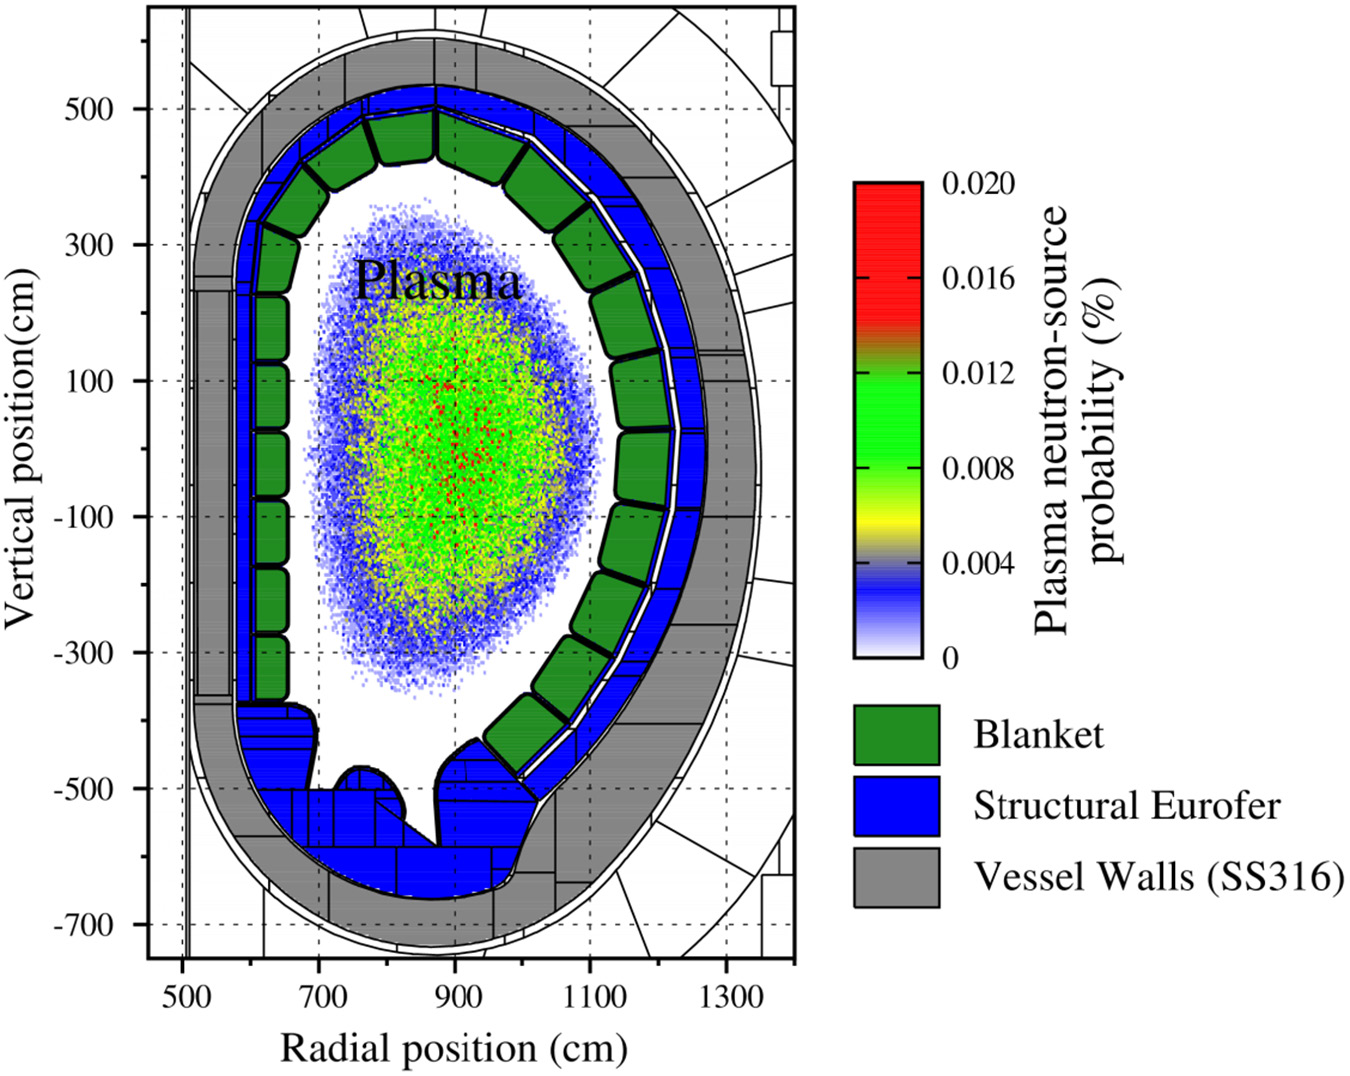 500
300
100
-100
-300
-500
-700
Vertical position(cm)
500 700 900 1100 1300
Radial position (cm)
Plasma
0.020
0.016
0.012
0.008
0.004
0
Plasma neutron-source
probability (%)
Blanket
Structural Eurofer
Vessel Walls (SS316)